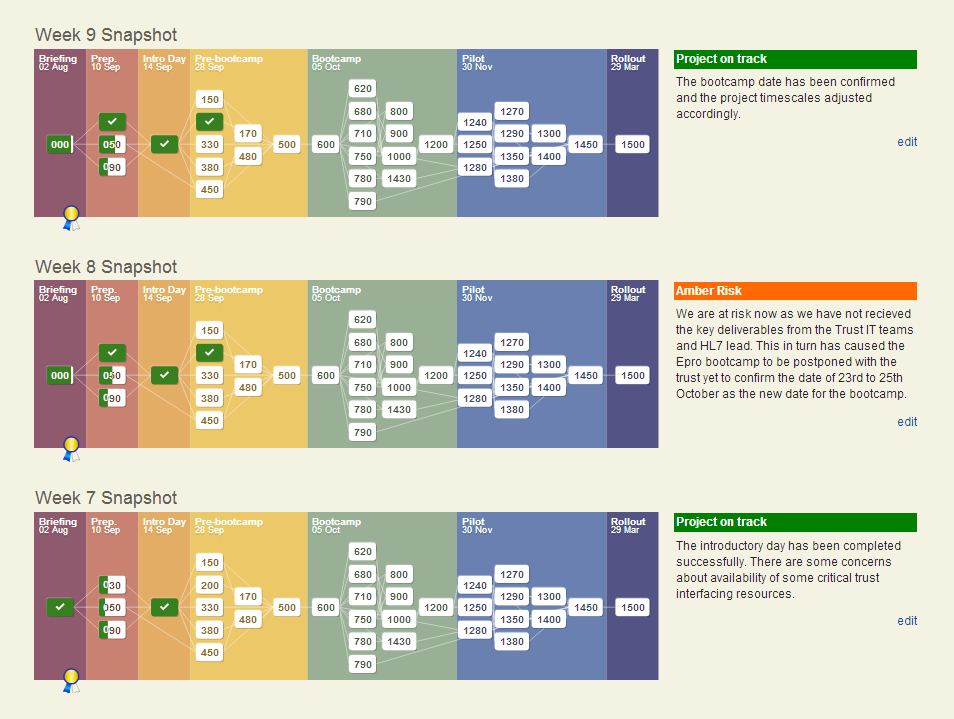 Week 9 Snapshot
Briefing Prep. Intro Day Pre-bootcamp Bootcamp Pilot Rollout
02 Aug 10 Sep 14 Sep 28 Sep 05 Oct 30 Nov 29 Mar
620
150 680 800 1240 1270
170 710 900 1290 1300
000 050 330 500 600 750 1000 1200 1250 1350 1400 1450 1500
090 380 480 780 1430 1280 1380
450 790
Project on track
The bootcamp date has been confirmed
and the project timescales adjusted
accordingly.
edit
Week 8 Snapshot
Briefing Prep. Intro Day Pre-bootcamp Bootcamp Pilot Rollout
02 Aug 10 Sep 14 Sep 28 Sep 05 Oct 30 Nov 29 Mar
620
150 680 800 1240 1270
170 710 900 1290 1300
000 050 330 500 600 750 1000 1200 1250 1350 1400 1450 1500
090 380 480 780 1430 1280 1380
450 790
Amber Risk
We are at risk now as we have not recieved
the key deliverables from the Trust IT teams
and HL7 lead. This in turn has caused the
Epro bootcamp to be postponed with the
trust yet to confirm the date of 23rd to 25th
October as the new date for the bootcamp.
edit
Week 7 Snapshot
Briefing Prep. Intro Day Pre-bootcamp Bootcamp Pilot Rollout
02 Aug 10 Sep 14 Sep 28 Sep 05 Oct 30 Nov 29 Mar
620
150 680 800 1240 1270
030 200 170 710 900 1290 1300
050 330 500 600 750 1000 1200 1250 1350 1400 1450 1500
090 380 480 780 1430 1280 1380
450 790
Project on track
The introductory day has been completed
successfully. There are some concerns
about availability of some critical trust
interfacing resources.
edit